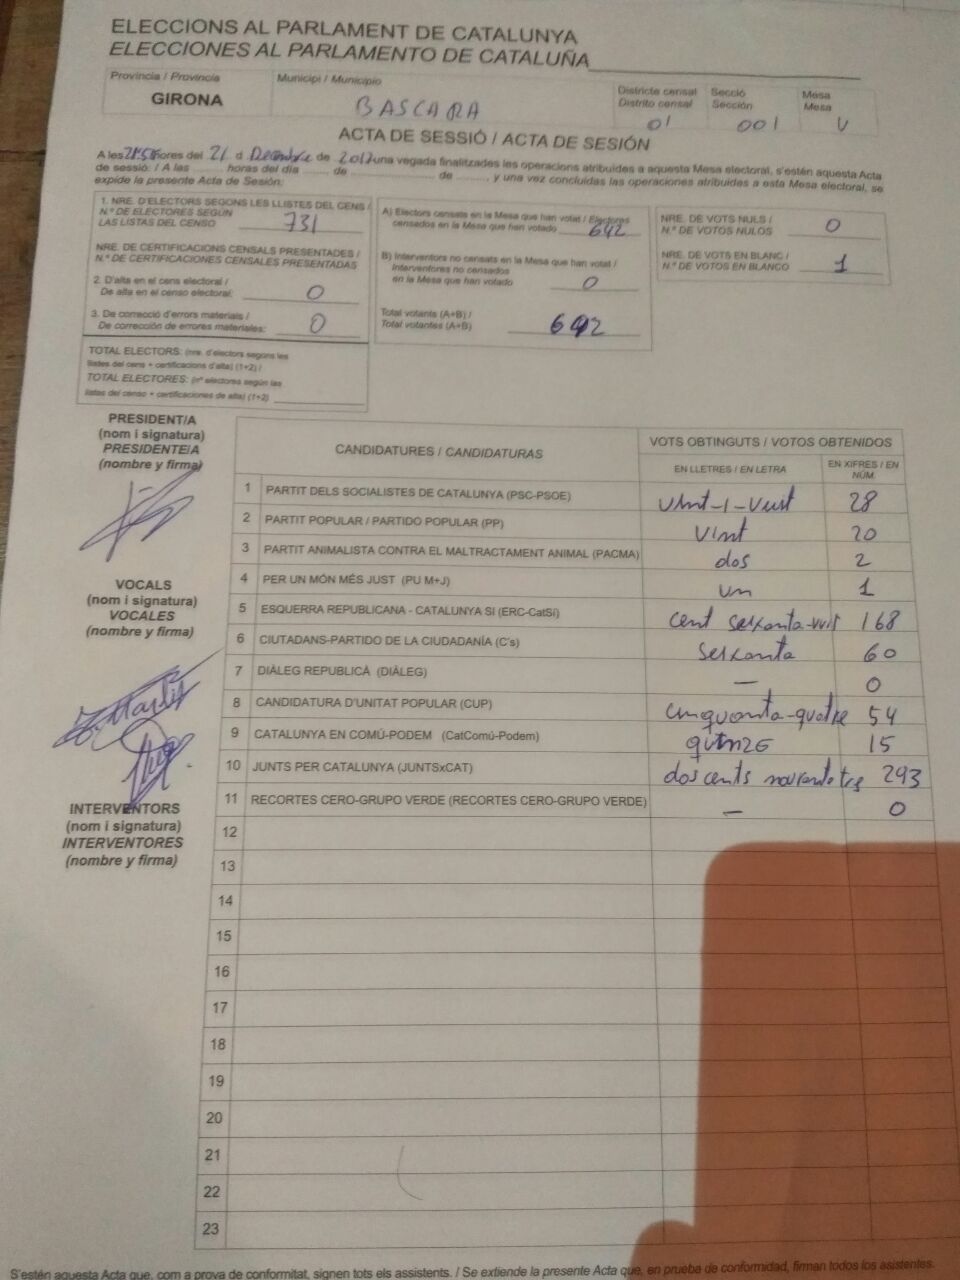 ELECCIONS AL PARLAMENT DE CATALUNYA
ELECCIONES AL PARLAMENTO DE CATALUÑA
Provincia / Provincia
GIRONA
Municipi / Municipio
BASCARA
Districte censal
Distrito censal
01
Secció
Sección
001
Mesa
Mesa
U
ACTA DE SESSIÓ / ACTA DE SESIÓN
A les hores del 21 d Decembre de 2017 una vegada finalitzades les operacions atribuides a aquesta Mesa electoral, s'estén aquesta Acta
de sessió: / A las ........ horas del día ........ de ........ de ........, y una vez concluidas las operaciones atribuidas a esta Mesa electoral, se
expide la presente Acta de Sesión:
1. NRE. D'ELECTORS SEGONS LES LLISTES DEL CENS /
N.º DE ELECTORES SEGÚN
LAS LISTAS DEL CENSO 731
NRE. DE CERTIFICACIONS CENSALS PRESENTADES /
N.º DE CERTIFICACIONES CENSALES PRESENTADAS
2. D'alta en el cens electoral /
De alta en el censo electoral: 0
3. De correcció d'errors materials /
De corrección de errores materiales: 0
TOTAL ELECTORS: (nre. d'electors segons les
llistes del cens + certificacions d'alta) (1+2) /
TOTAL ELECTORES: (nº electores según las
listas del censo + certificaciones de alta) (1+2)
A) Electors censats en la Mesa que han votat / Electores
censados en la Mesa que han votado 642
B) Interventors no censats en la Mesa que han votat /
Interventores no censados
en la Mesa que han votado 0
Total votants (A+B) /
Total votantes (A+B) 642
NRE. DE VOTS NULS /
N.º DE VOTOS NULOS 0
NRE. DE VOTS EN BLANC /
N.º DE VOTOS EN BLANCO 1
PRESIDENT/A
(nom i signatura)
PRESIDENTE/A
(nombre y firma)
VOCALS
(nom i signatura)
VOCALES
(nombre y firma)
INTERVENTORS
(nom i signatura)
INTERVENTORES
(nombre y firma)
CANDIDATURES / CANDIDATURAS
VOTS OBTINGUTS / VOTOS OBTENIDOS
EN LLETRES / EN LETRA
EN XIFRES / EN NÚM.
1 PARTIT DELS SOCIALISTES DE CATALUNYA (PSC-PSOE) Vint-i-Vuit 28
2 PARTIT POPULAR / PARTIDO POPULAR (PP) Vint 20
3 PARTIT ANIMALISTA CONTRA EL MALTRACTAMENT ANIMAL (PACMA) dos 2
4 PER UN MÓN MÉS JUST (PU M+J) un 1
5 ESQUERRA REPUBLICANA - CATALUNYA SI (ERC-CatSí) cent seixanta-vuit 168
6 CIUTADANS-PARTIDO DE LA CIUDADANÍA (C's) seixanta 60
7 DIÀLEG REPUBLICÀ (DIÀLEG) — 0
8 CANDIDATURA D'UNITAT POPULAR (CUP) cinquanta-quatre 54
9 CATALUNYA EN COMÚ-PODEM (CatComú-Podem) quinze 15
10 JUNTS PER CATALUNYA (JUNTSxCAT) dos cents 293
11 RECORTES CERO-GRUPO VERDE (RECORTES CERO-GRUPO VERDE) — 0
12
13
14
15
16
17
18
19
20
21
22
23
S'estén aquesta Acta que, com a prova de conformitat, signen tots els assistents. / Se extiende la presente Acta que, en prueba de conformidad, firman todos los asistentes.